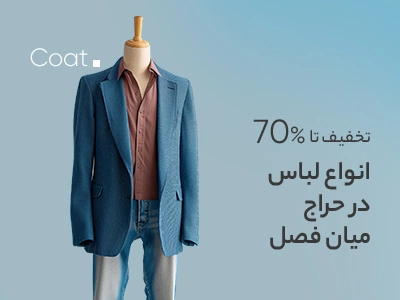 Coat.
تخفیف تا 70%
انواع لباس
در حراج
میان فصل